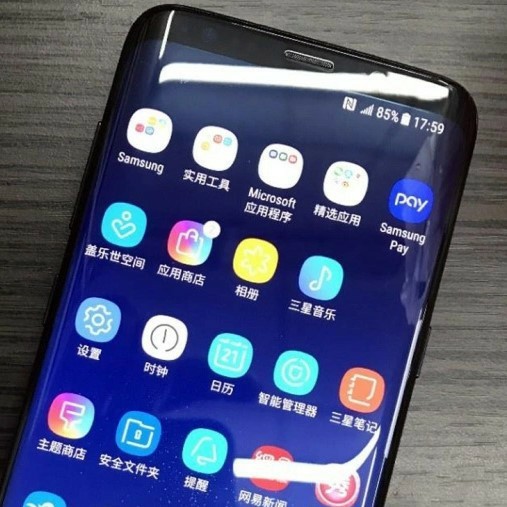 85% 17:59
Samsung
实用工具
Microsoft
应用程序
精选应用
pay
Samsung
Pay
盖乐世空间
应用商店
相册
三星音乐
设置
时钟
21
日历
智能管理器
三星笔记
主题商店
安全文件夹
提醒
网易新闻